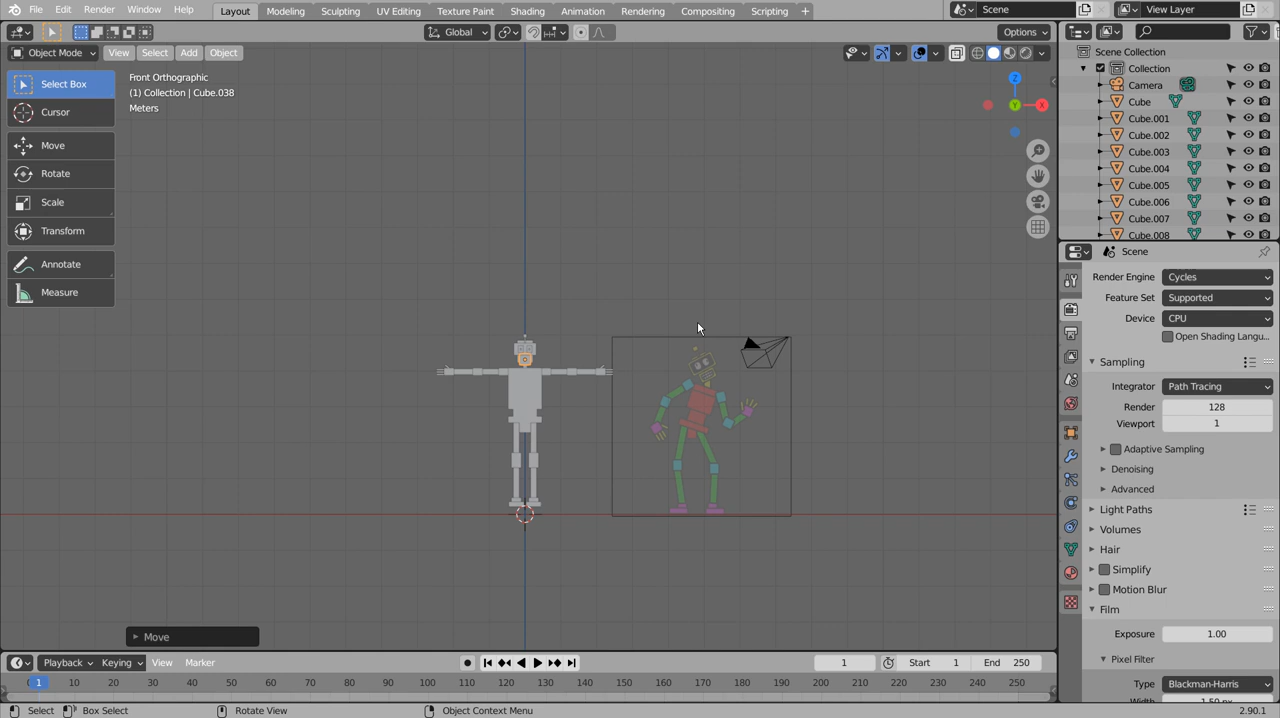 File Edit Render Window Help Layout Modeling Sculpting UV Editing Texture Paint Shading Animation Rendering Compositing Scripting Scene View Layer
Global Options
Object Mode View Select Add Object
Select Box
Cursor
Move
Rotate
Scale
Transform
Annotate
Measure
Front Orthographic
(1) Collection | Cube.038
Meters
Z
Y
X
Move
Scene Collection
Collection
Camera
Cube
Cube.001
Cube.002
Cube.003
Cube.004
Cube.005
Cube.006
Cube.007
Cube.008
Scene
Render Engine Cycles
Feature Set Supported
Device CPU
Open Shading Langu...
Sampling
Integrator Path Tracing
Render 128
Viewport 1
Adaptive Sampling
Denoising
Advanced
Light Paths
Volumes
Hair
Simplify
Motion Blur
Film
Exposure 1.00
Pixel Filter
Type Blackman-Harris
Width 1.50 px
Playback Keying View Marker 1 Start 1 End 250
1 10 20 30 40 50 60 70 80 90 100 110 120 130 140 150 160 170 180 190 200 210 220 230 240 250
Select Box Select Rotate View Object Context Menu 2.90.1